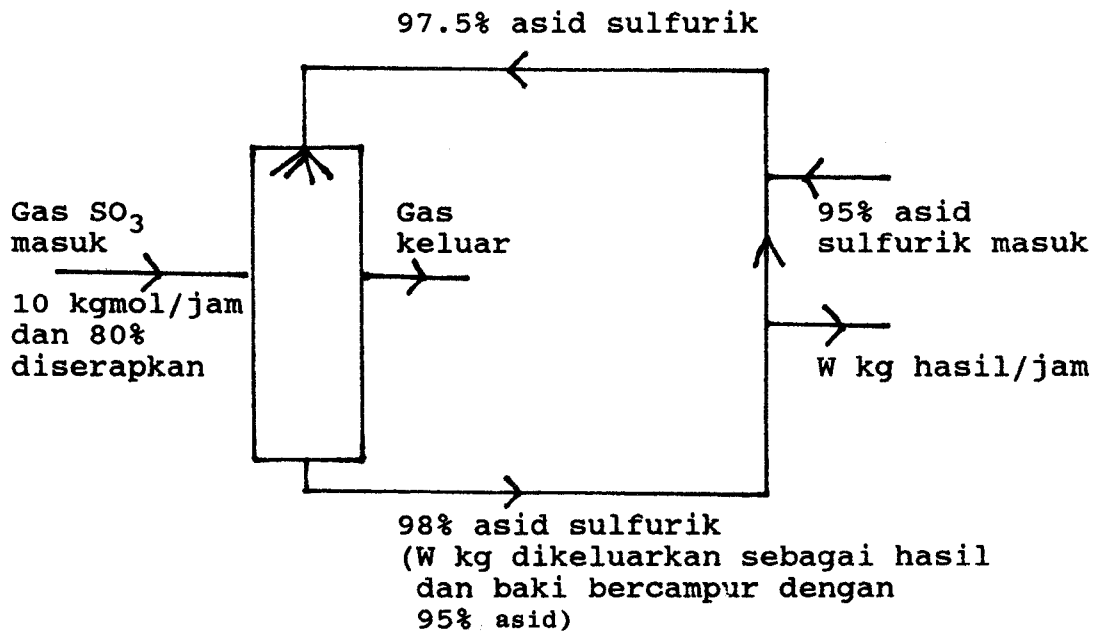 97.5% asid sulfurik
Gas SO3
masuk
10 kgmol/jam
dan 80%
diserapkan
Gas
keluar
95% asid
sulfurik masuk
W kg hasil/jam
98% asid sulfurik
(W kg dikeluarkan sebagai hasil
dan baki bercampur dengan
95% asid)